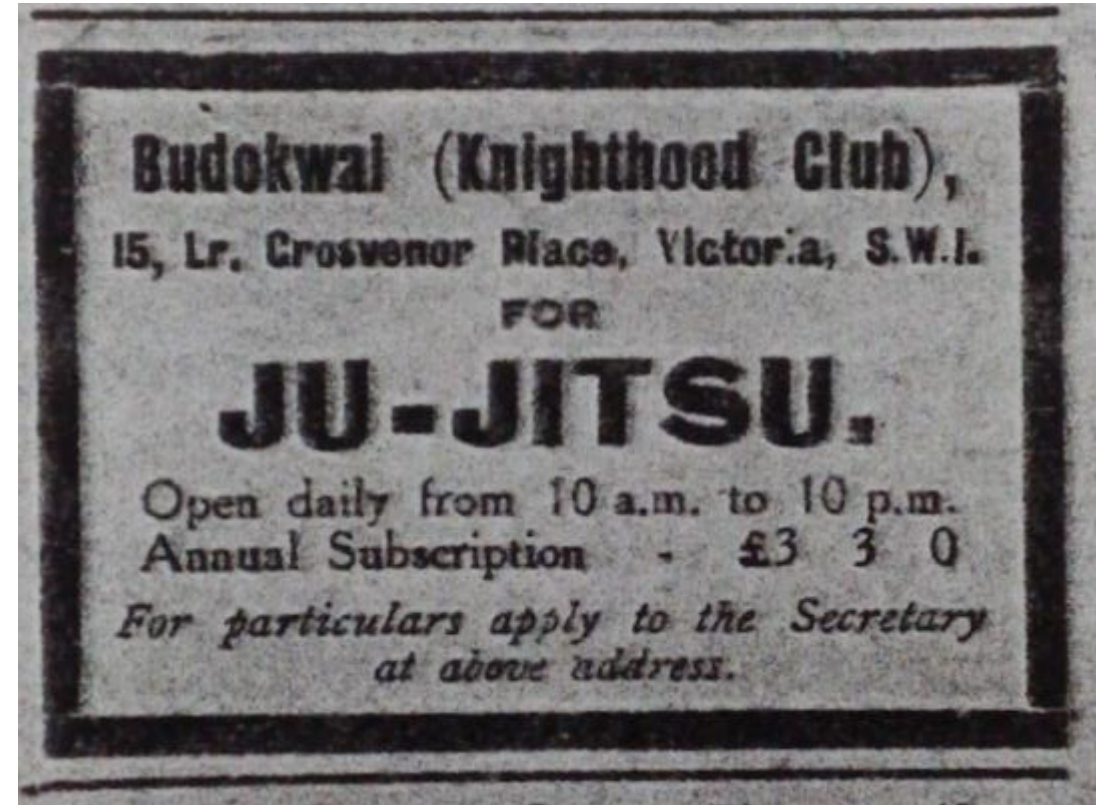 Budokwai (Knighthood Club),
15, Lr. Grosvenor Place, Victoria, S.W.1.
FOR
JU-JITSU.
Open daily from 10 a.m. to 10 p.m.
Annual Subscription - £3 3 0
For particulars apply to the Secretary
at above address.